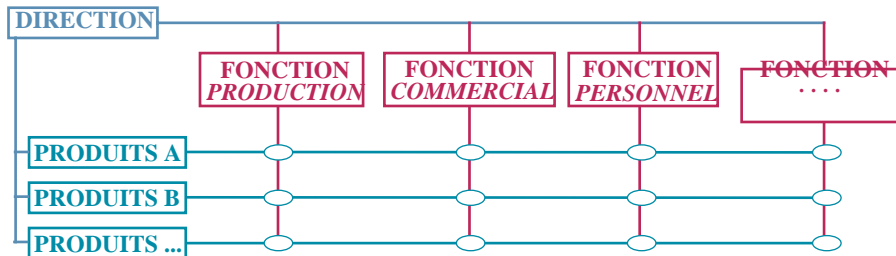 DIRECTION
FONCTION
PRODUCTION
FONCTION
COMMERCIAL
FONCTION
PERSONNEL
FONCTION
. . . .
PRODUITS A
PRODUITS B
PRODUITS ...